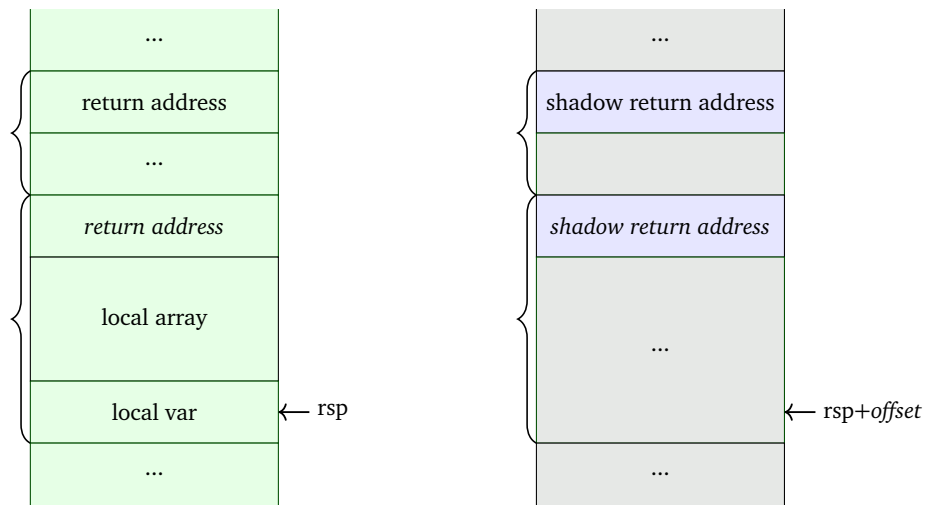 ...
return address
...
return address
local array
local var
rsp
...
...
shadow return address
shadow return address
...
rsp+offset
...